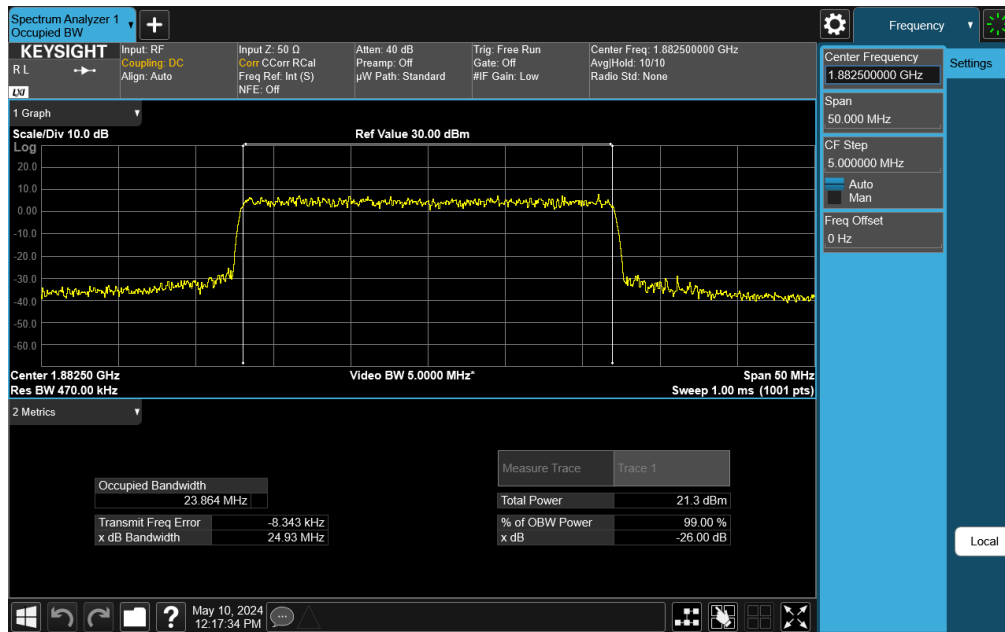 Spectrum Analyzer 1
Occupied BW
Frequency
KEYSIGHT
R L
LXI
Input: RF
Coupling: DC
Align: Auto
Input Z: 50 Ω
Corr CCorr RCal
Freq Ref: Int (S)
NFE: Off
Atten: 40 dB
Preamp: Off
µW Path: Standard
Trig: Free Run
Gate: Off
#IF Gain: Low
Center Freq: 1.882500000 GHz
Avg|Hold: 10/10
Radio Std: None
Center Frequency
1.882500000 GHz
Settings
Span
50.000 MHz
CF Step
5.000000 MHz
Auto
Man
Freq Offset
0 Hz
1 Graph
Scale/Div 10.0 dB
Ref Value 30.00 dBm
Log
20.0
10.0
0.00
-10.0
-20.0
-30.0
-40.0
-50.0
-60.0
Center 1.88250 GHz
Video BW 5.0000 MHz*
Span 50 MHz
Res BW 470.00 kHz
Sweep 1.00 ms (1001 pts)
2 Metrics
Measure Trace
Trace 1
Occupied Bandwidth
23.864 MHz
Total Power
21.3 dBm
Transmit Freq Error
-8.343 kHz
% of OBW Power
99.00 %
x dB Bandwidth
24.93 MHz
x dB
-26.00 dB
Local
?
May 10, 2024
12:17:34 PM